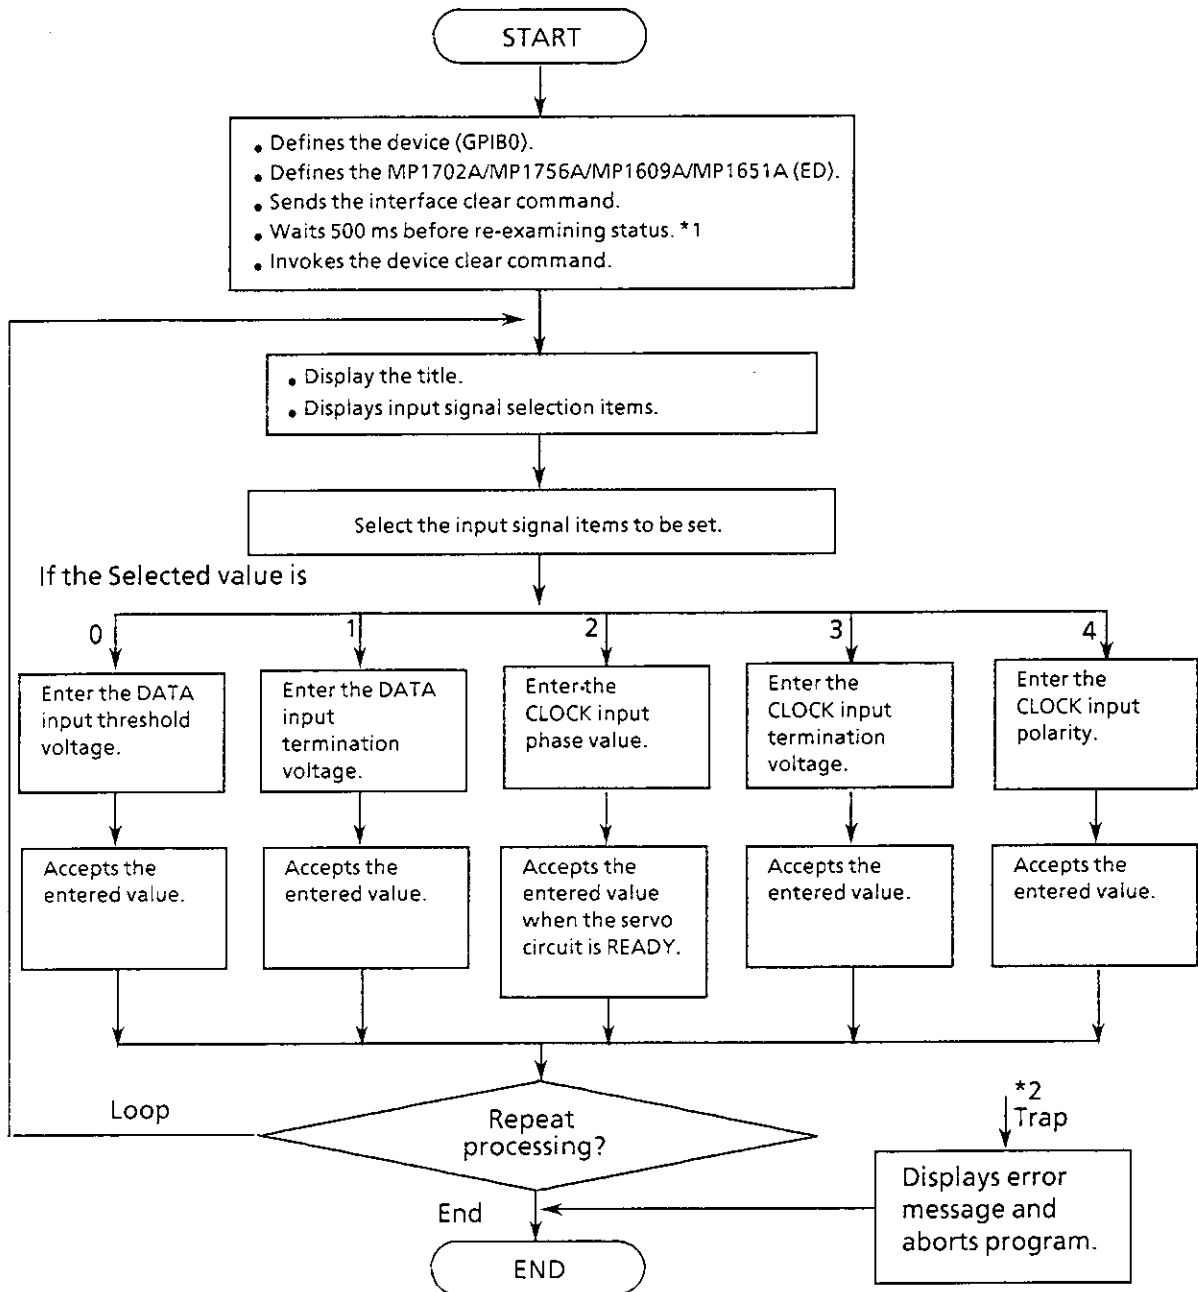 START
• Defines the device (GPIB0).
• Defines the MP1702A/MP1756A/MP1609A/MP1651A (ED).
• Sends the interface clear command.
• Waits 500 ms before re-examining status. *1
• Invokes the device clear command.
• Display the title.
• Displays input signal selection items.
Select the input signal items to be set.
If the Selected value is
0
1
2
3
4
Enter the DATA
input threshold
voltage.
Enter the DATA
input
termination
voltage.
Enter the
CLOCK input
phase value.
Enter the
CLOCK input
termination
voltage.
Enter the
CLOCK input
polarity.
Accepts the
entered value.
Accepts the
entered value.
Accepts the
entered value
when the servo
circuit is READY.
Accepts the
entered value.
Accepts the
entered value.
Loop
Repeat
processing?
*2
Trap
Displays error
message and
aborts program.
End
END